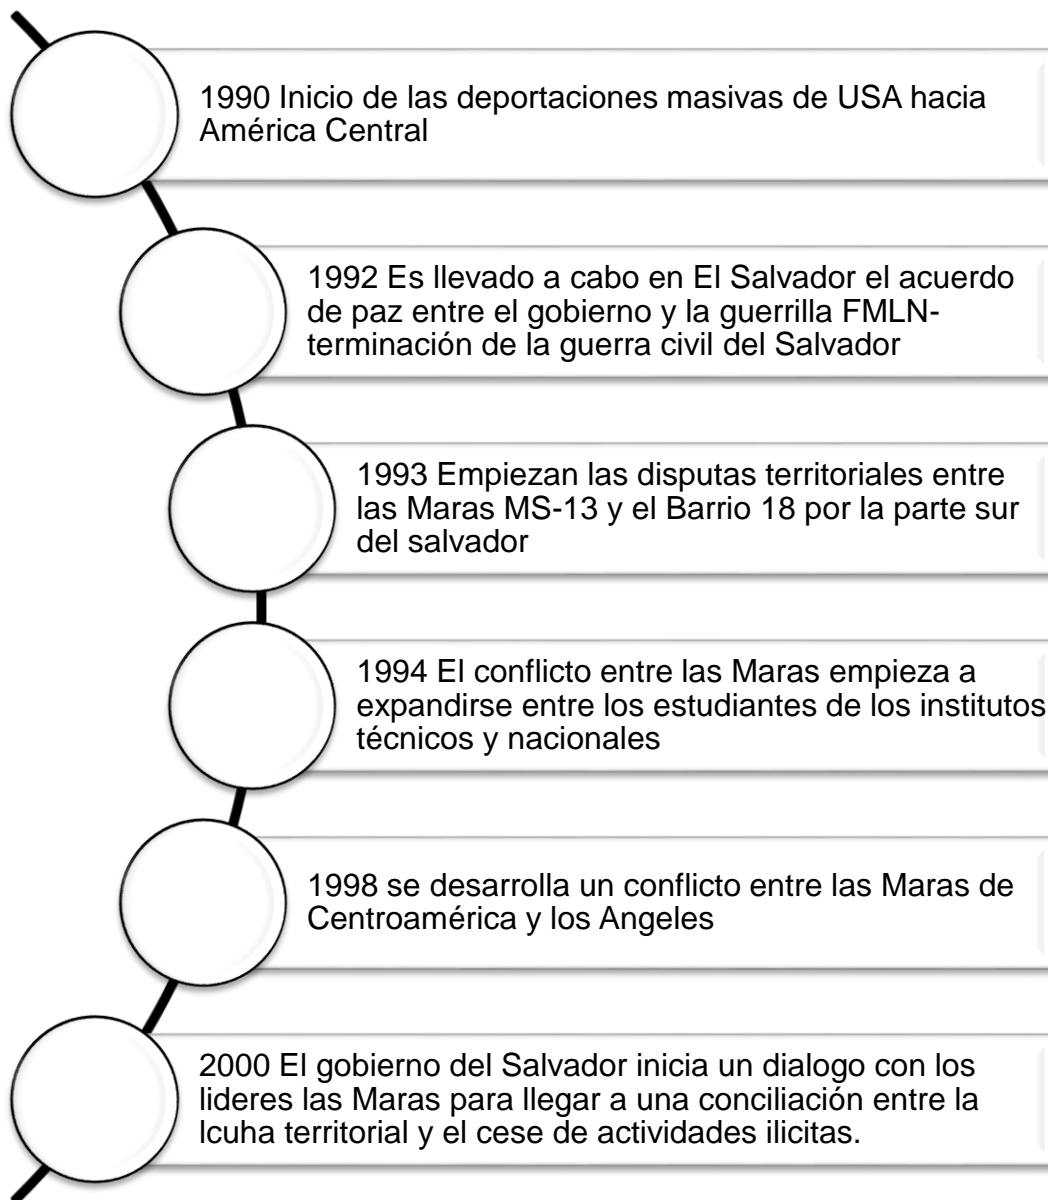 1990 Inicio de las deportaciones masivas de USA hacia
América Central
1992 Es llevado a cabo en El Salvador el acuerdo
de paz entre el gobierno y la guerrilla FMLN-
terminación de la guerra civil del Salvador
1993 Empiezan las disputas territoriales entre
las Maras MS-13 y el Barrio 18 por la parte sur
del salvador
1994 El conflicto entre las Maras empieza a
expandirse entre los estudiantes de los institutos
técnicos y nacionales
1998 se desarrolla un conflicto entre las Maras de
Centroamérica y los Angeles
2000 El gobierno del Salvador inicia un dialogo con los
lideres las Maras para llegar a una conciliación entre la
lcuha territorial y el cese de actividades ilicitas.